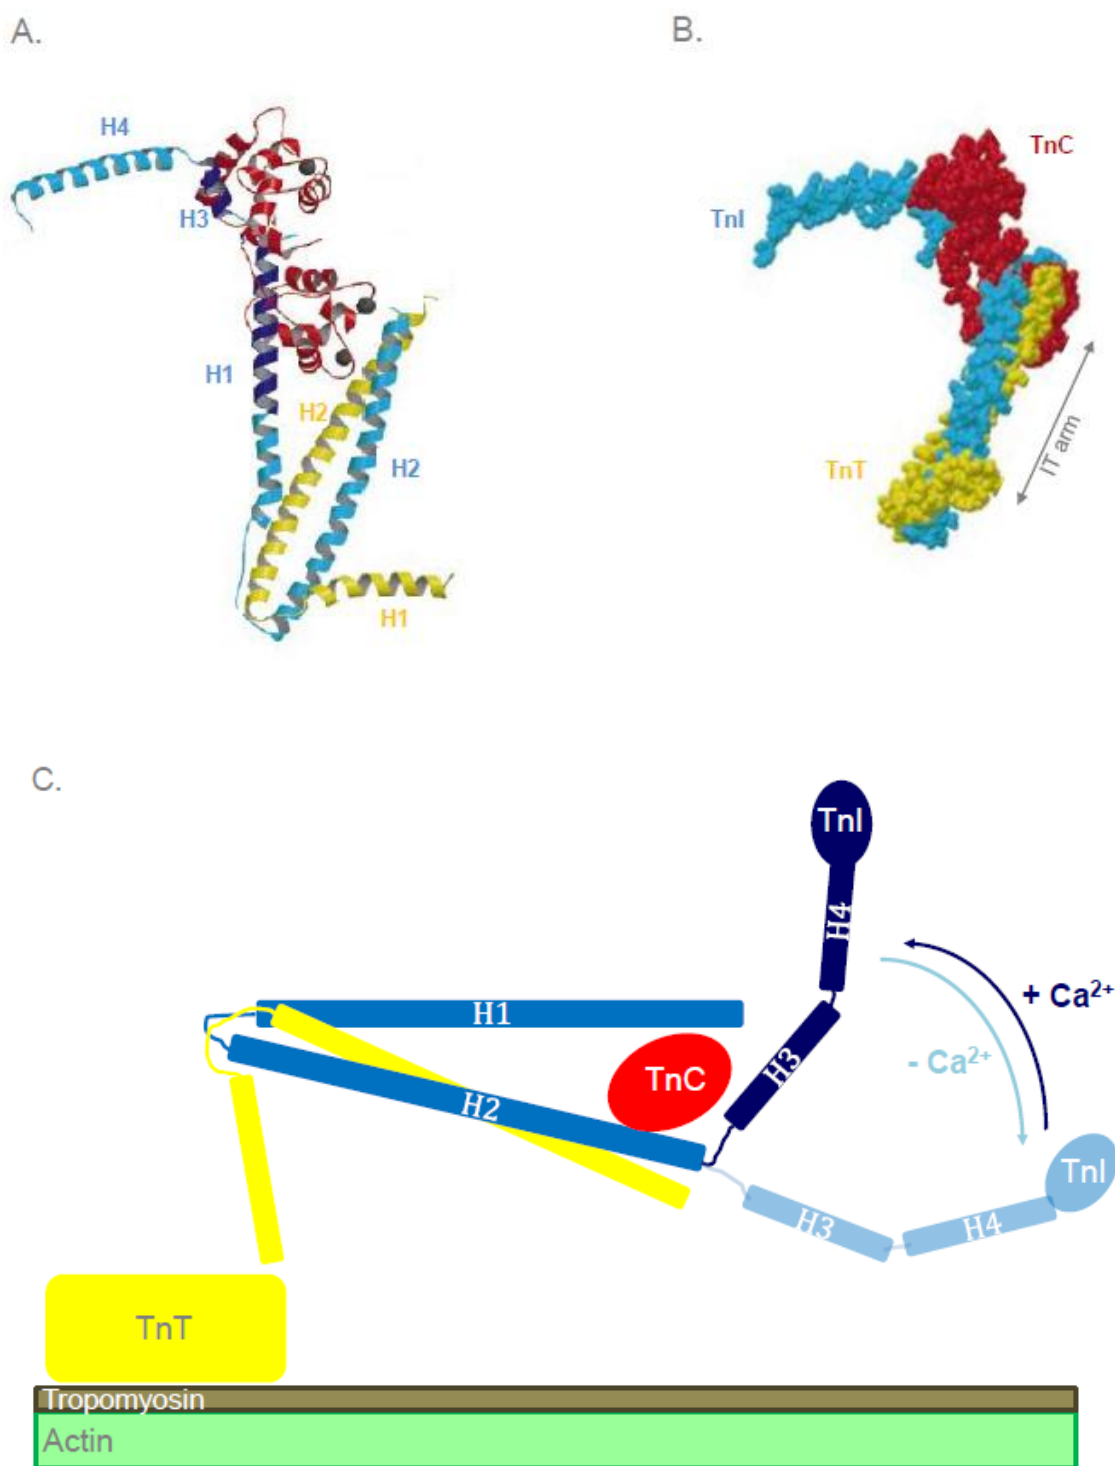 A.
B.
H4
TnC
H3
TnI
H1
H2
H2
IT arm
TnT
H1
C.
TnI
H4
+ Ca²⁺
H1
- Ca²⁺
H3
TnC
H2
TnI
H3
H4
TnT
Tropomyosin
Actin